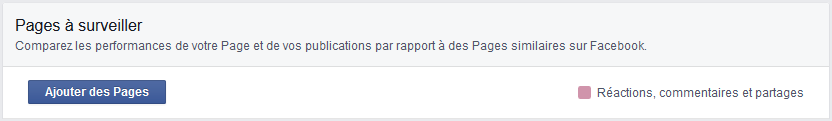 Pages à surveiller
Comparez les performances de votre Page et de vos publications par rapport à des Pages similaires sur Facebook.
Ajouter des Pages
Réactions, commentaires et partages